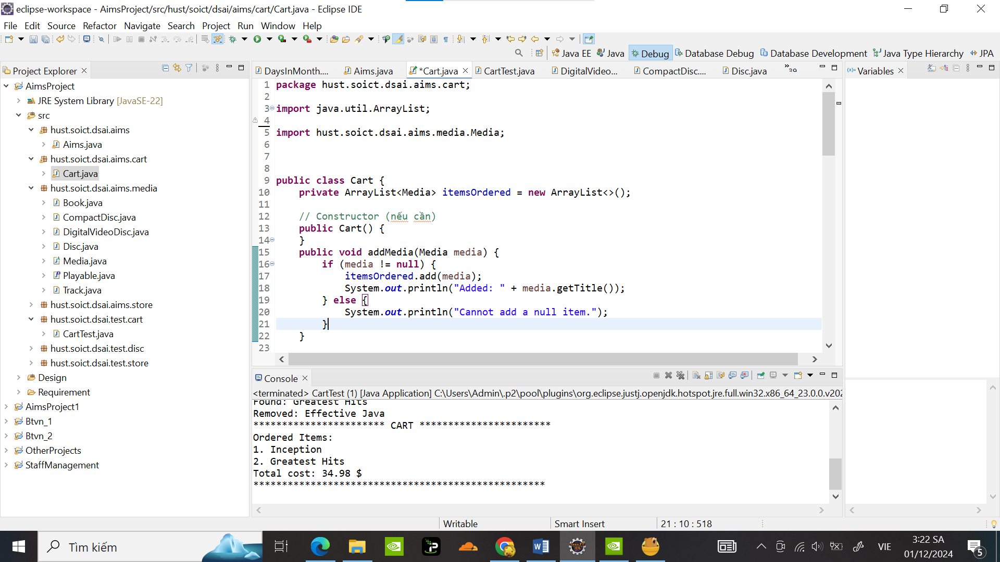 eclipse-workspace - AimsProject/src/hust/soict/dsai/aims/cart/Cart.java - Eclipse IDE
File Edit Source Refactor Navigate Search Project Run Window Help
Java EE Java Debug Database Debug Database Development Java Type Hierarchy JPA
Project Explorer
AimsProject
JRE System Library [JavaSE-22]
src
hust.soict.dsai.aims
Aims.java
hust.soict.dsai.aims.cart
Cart.java
hust.soict.dsai.aims.media
Book.java
CompactDisc.java
DigitalVideoDisc.java
Disc.java
Media.java
Playable.java
Track.java
hust.soict.dsai.aims.store
hust.soict.dsai.test.cart
CartTest.java
hust.soict.dsai.test.disc
hust.soict.dsai.test.store
Design
Requirement
AimsProject1
Btvn_1
Btvn_2
OtherProjects
StaffManagement
DaysInMonth.... Aims.java *Cart.java CartTest.java DigitalVideo... CompactDisc.... Disc.java »39
1 package hust.soict.dsai.aims.cart;
2
3 import java.util.ArrayList;
4
5 import hust.soict.dsai.aims.media.Media;
6
7
8
9 public class Cart {
10 private ArrayList<Media> itemsOrdered = new ArrayList<>();
11
12 // Constructor (nếu cần)
13 public Cart() {
14 }
15 public void addMedia(Media media) {
16 if (media != null) {
17 itemsOrdered.add(media);
18 System.out.println("Added: " + media.getTitle());
19 } else {
20 System.out.println("Cannot add a null item.");
21 }
22 }
23
(x)= Variables
Console
<terminated> CartTest (1) [Java Application] C:\Users\Admin\.p2\pool\plugins\org.eclipse.justj.openjdk.hotspot.jre.full.win32.x86_64_23.0.0.v202
Found: Greatest Hits
Removed: Effective Java
*********************** CART ***********************
Ordered Items:
1. Inception
2. Greatest Hits
Total cost: 34.98 $
***************************************************
Writable Smart Insert 21 : 10 : 518
Tìm kiếm
VIE
3:22 SA
01/12/2024
5